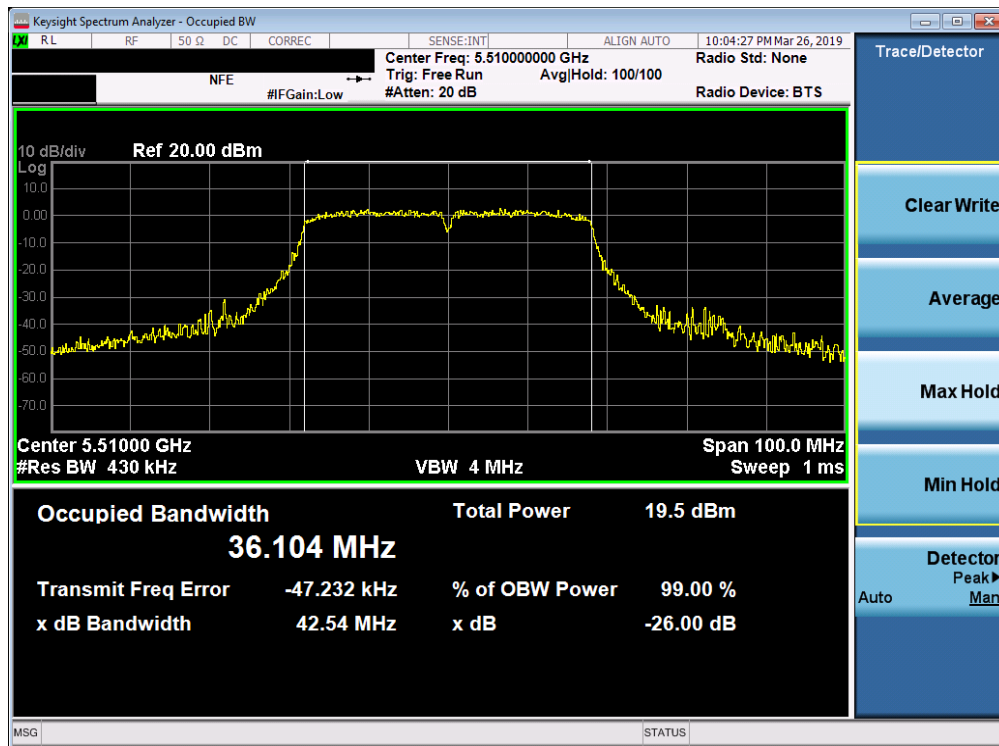 Keysight Spectrum Analyzer - Occupied BW
LXI RL RF 50 Ω DC CORREC SENSE:INT ALIGN AUTO 10:04:27 PM Mar 26, 2019
Center Freq: 5.510000000 GHz Radio Std: None
NFE Trig: Free Run Avg|Hold: 100/100
#IFGain:Low #Atten: 20 dB Radio Device: BTS
10 dB/div Ref 20.00 dBm
Log
10.0
0.00
-10.0
-20.0
-30.0
-40.0
-50.0
-60.0
-70.0
Center 5.51000 GHz Span 100.0 MHz
#Res BW 430 kHz VBW 4 MHz Sweep 1 ms
Occupied Bandwidth Total Power 19.5 dBm
36.104 MHz
Transmit Freq Error -47.232 kHz % of OBW Power 99.00 %
x dB Bandwidth 42.54 MHz x dB -26.00 dB
MSG STATUS
Trace/Detector
Clear Write
Average
Max Hold
Min Hold
Detector
Peak▶
Auto Man